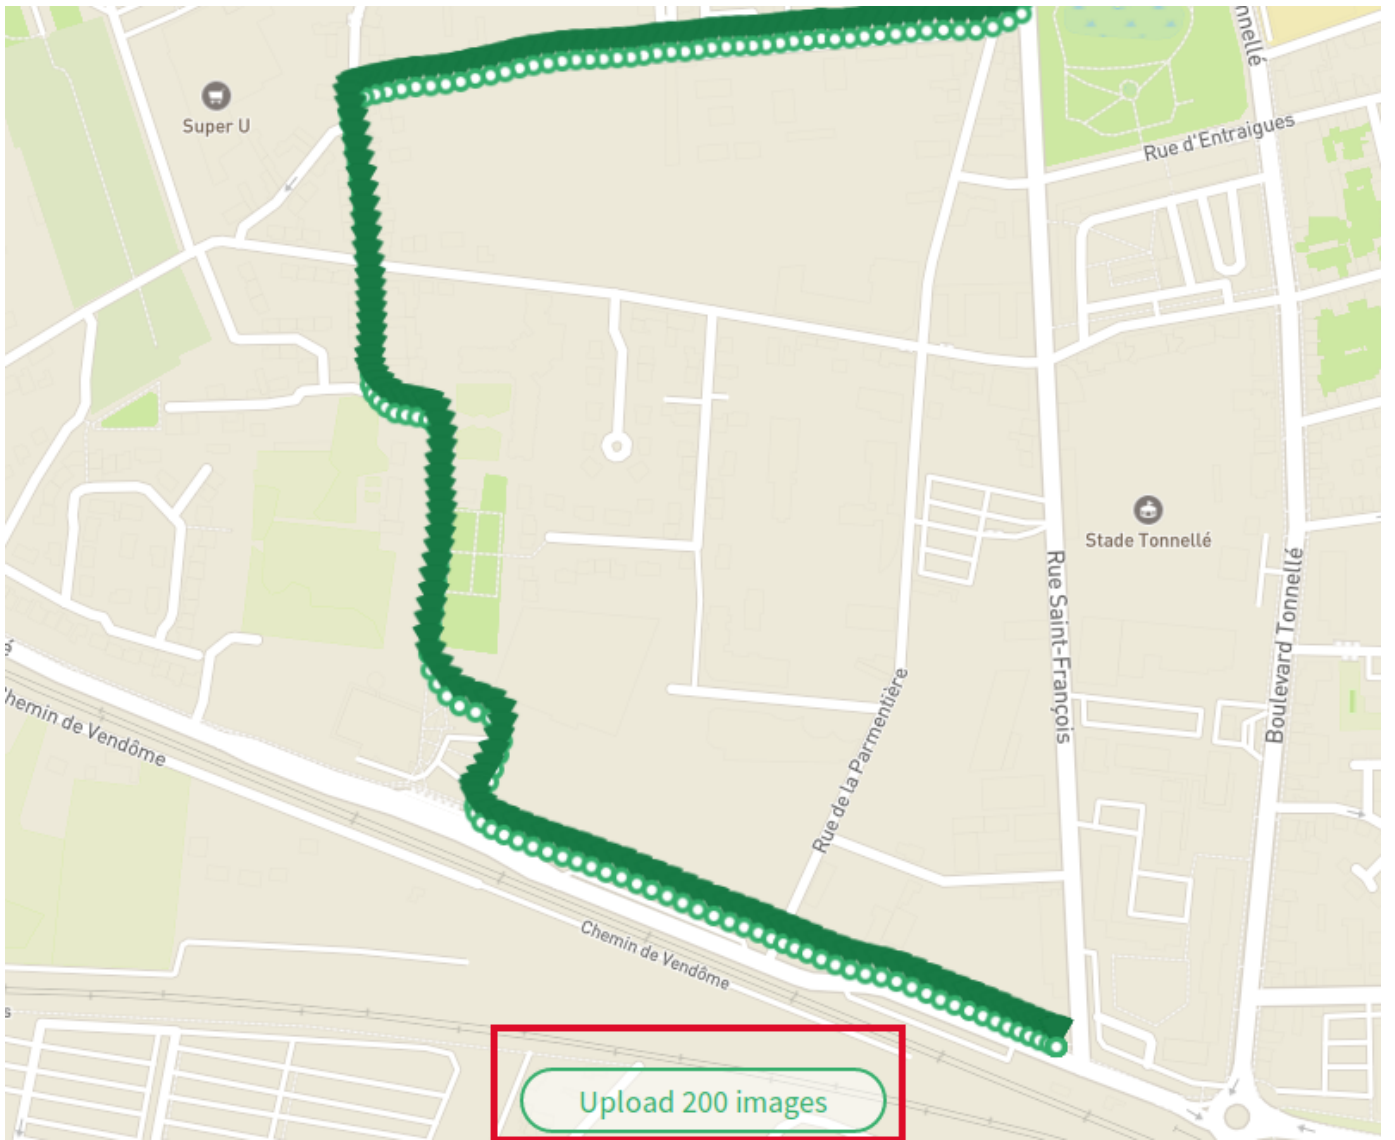 nnellé
Super U
Rue d'Entraigues
Stade Tonnellé
Rue Saint-François
Boulevard Tonnellé
Rue de la Parmentière
é
Chemin de Vendôme
Chemin de Vendôme
s
Upload 200 images